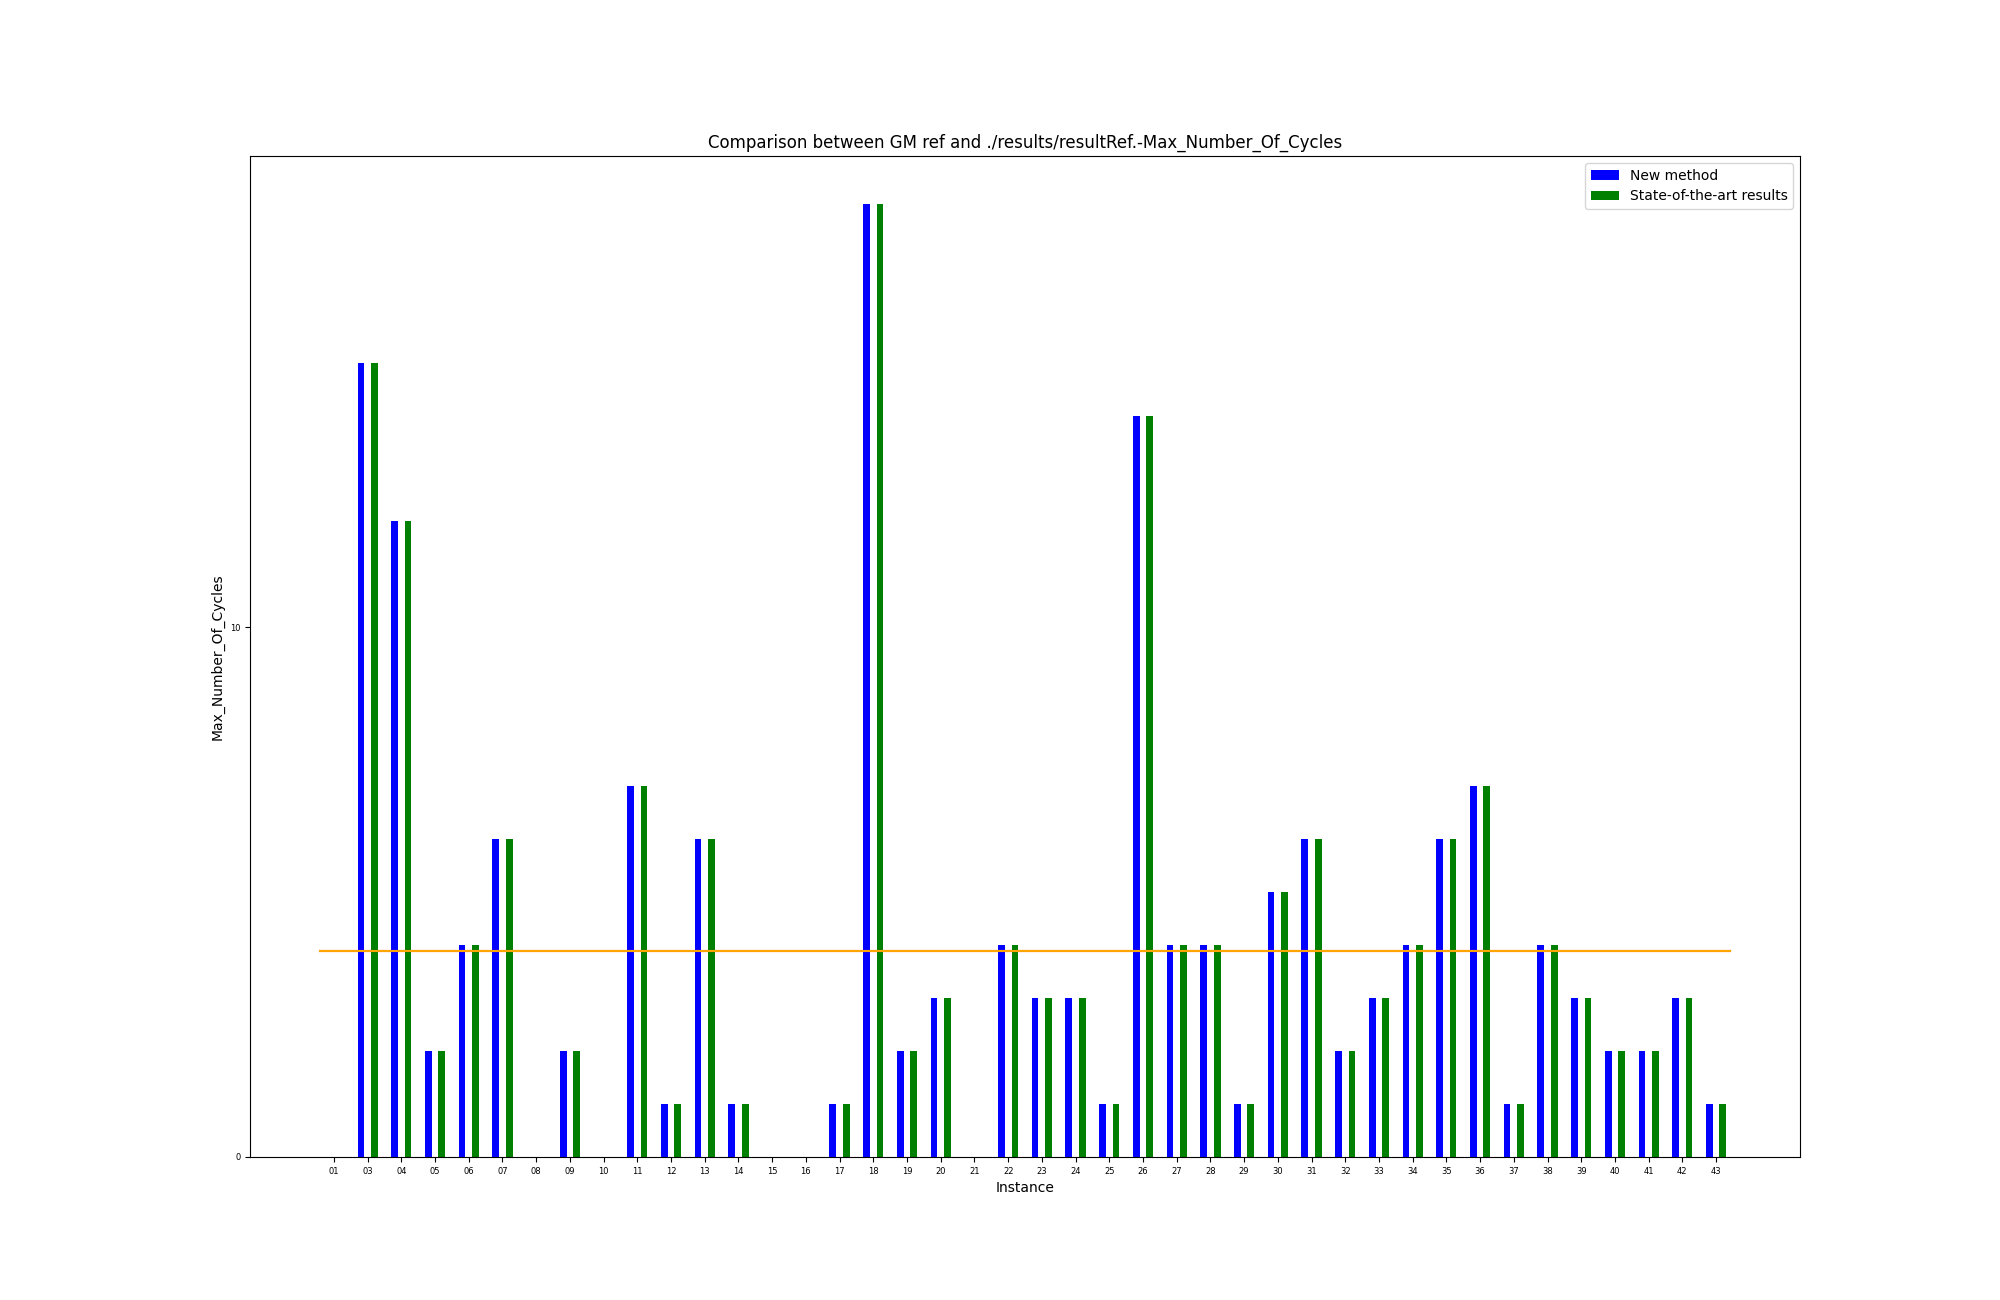 Comparison between GM ref and ./results/resultRef.-Max_Number_Of_Cycles
New method
State-of-the-art results
Max_Number_Of_Cycles
10
0
01 03 04 05 06 07 08 09 10 11 12 13 14 15 16 17 18 19 20 21 22 23 24 25 26 27 28 29 30 31 32 33 34 35 36 37 38 39 40 41 42 43
Instance